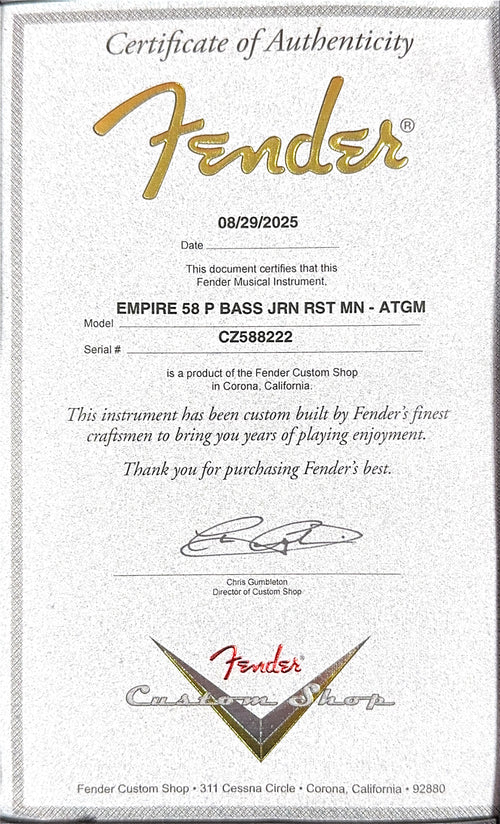 Certificate of Authenticity
Fender®
08/29/2025
Date
This document certifies that this
Fender Musical Instrument.
EMPIRE 58 P BASS JRN RST MN - ATGM
Model
CZ588222
Serial #
is a product of the Fender Custom Shop
in Corona, California.
This instrument has been custom built by Fender's finest
craftsmen to bring you years of playing enjoyment.
Thank you for purchasing Fender's best.
Chris Gumbleton
Director of Custom Shop
Fender®
Custom Shop
Fender Custom Shop • 311 Cessna Circle • Corona, California • 92880